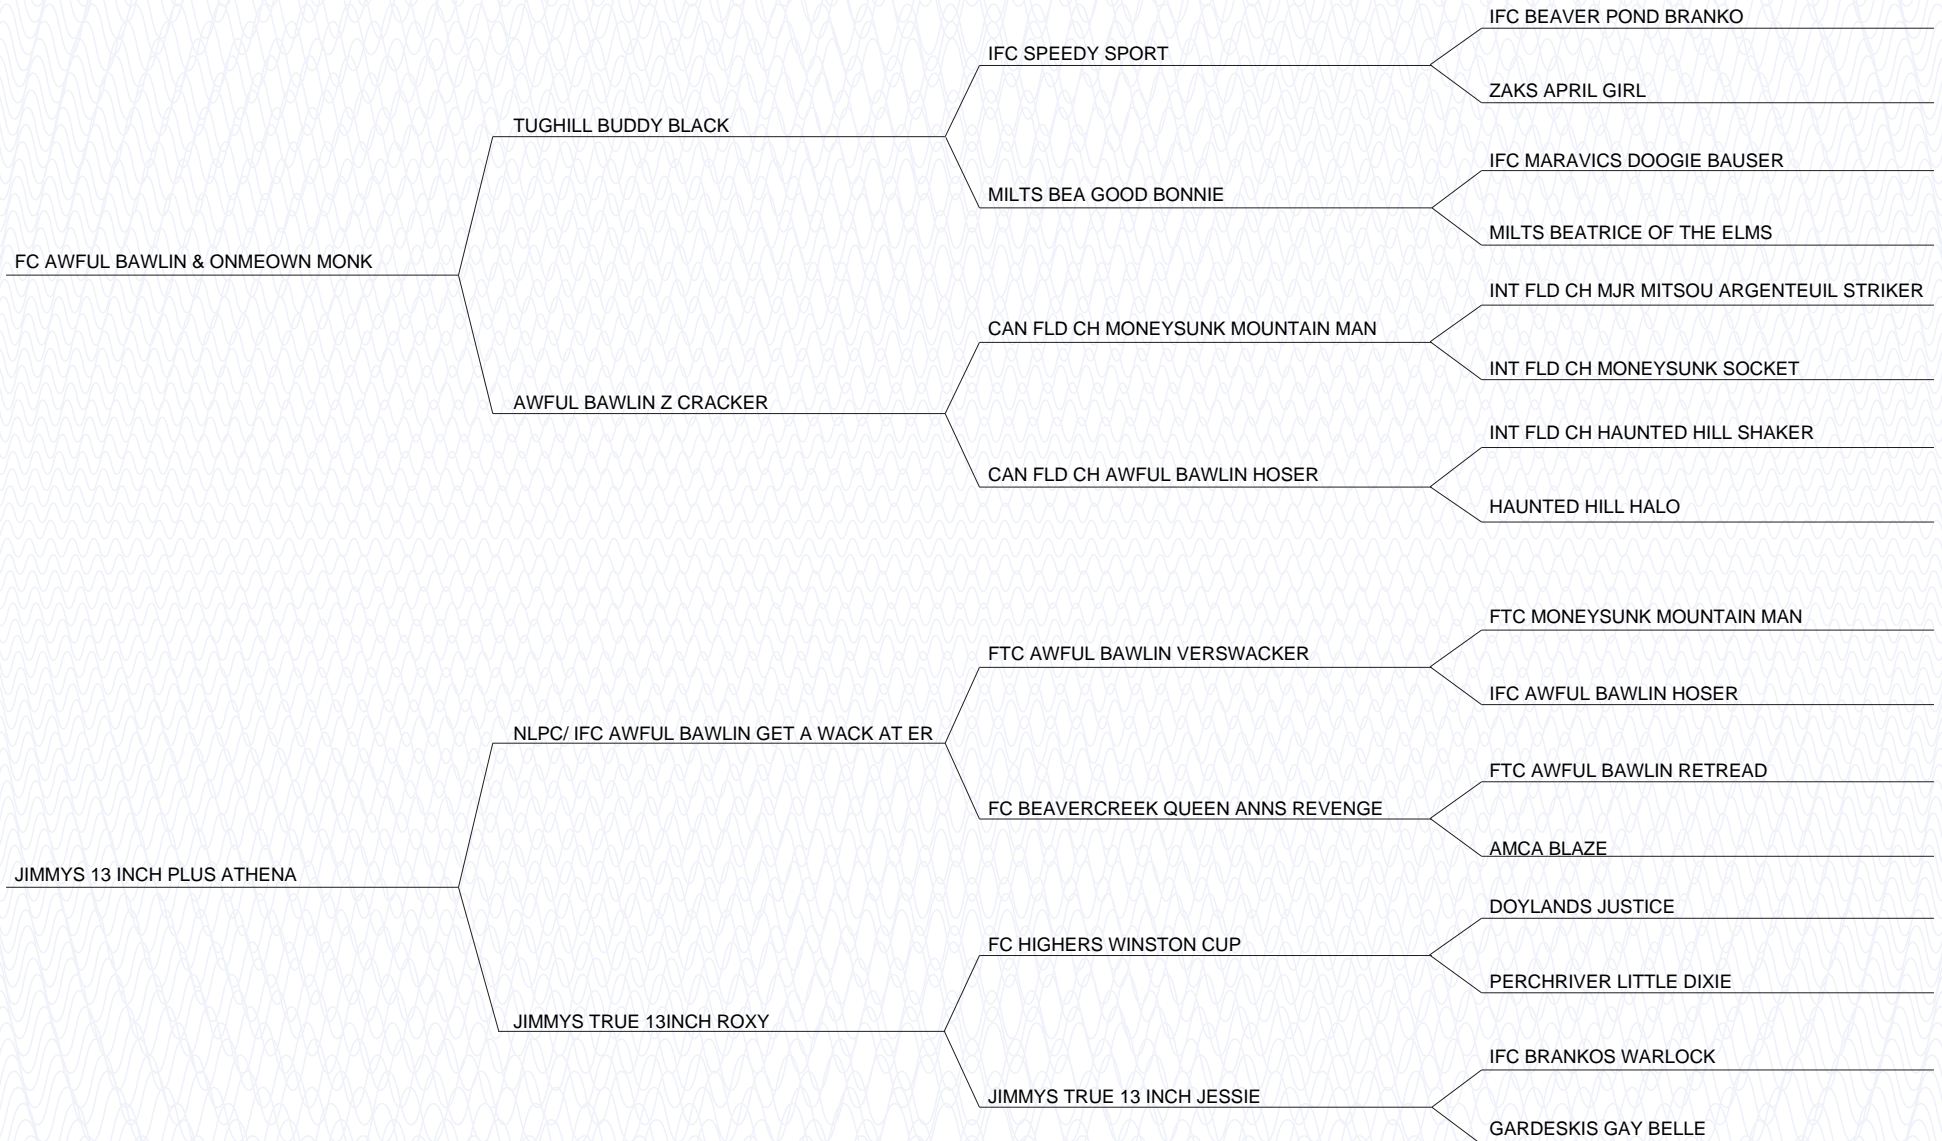 IFC BEAVER POND BRANKO
IFC SPEEDY SPORT
ZAKS APRIL GIRL
TUGHILL BUDDY BLACK
IFC MARAVICS DOOGIE BAUSER
MILTS BEA GOOD BONNIE
MILTS BEATRICE OF THE ELMS
FC AWFUL BAWLIN & ONMEOWN MONK
INT FLD CH MJR MITSOU ARGENTEUIL STRIKER
CAN FLD CH MONEYSUNK MOUNTAIN MAN
INT FLD CH MONEYSUNK SOCKET
AWFUL BAWLIN Z CRACKER
INT FLD CH HAUNTED HILL SHAKER
CAN FLD CH AWFUL BAWLIN HOSER
HAUNTED HILL HALO
FTC MONEYSUNK MOUNTAIN MAN
FTC AWFUL BAWLIN VERSWACKER
IFC AWFUL BAWLIN HOSER
NLPC/ IFC AWFUL BAWLIN GET A WACK AT ER
FTC AWFUL BAWLIN RETREAD
FC BEAVERCREEK QUEEN ANNS REVENGE
AMCA BLAZE
JIMMYS 13 INCH PLUS ATHENA
DOYLANDS JUSTICE
FC HIGHERS WINSTON CUP
PERCHRIVER LITTLE DIXIE
JIMMYS TRUE 13INCH ROXY
IFC BRANKOS WARLOCK
JIMMYS TRUE 13 INCH JESSIE
GARDESKIS GAY BELLE